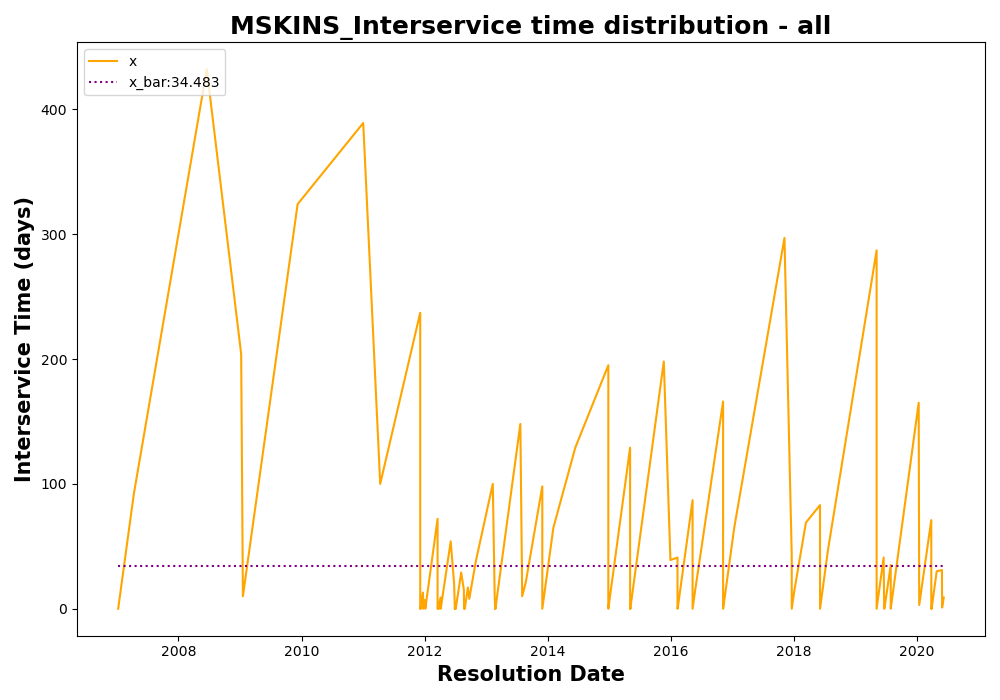 MSKINS_Interservice time distribution - all
x
x_bar:34.483
Interservice Time (days)
400
300
200
100
0
2008 2010 2012 2014 2016 2018 2020
Resolution Date